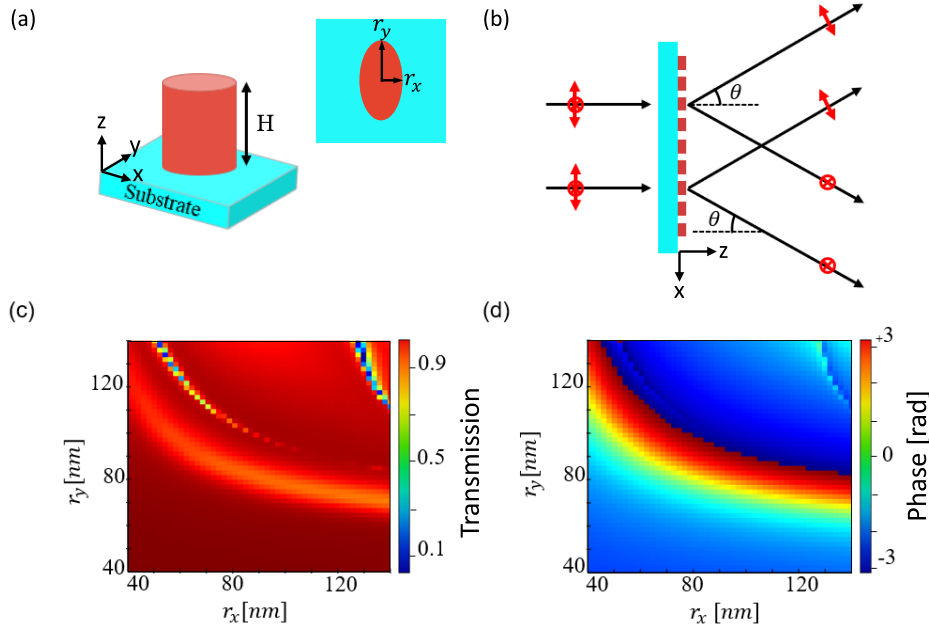 (a)
r_y
r_x
H
z
y
x
Substrate
(b)
θ
θ
z
x
(c)
120
80
40
r_y[nm]
40
80
120
r_x[nm]
0.9
0.5
0.1
Transmission
(d)
120
80
40
r_y[nm]
40
80
120
r_x [nm]
+3
0
-3
Phase [rad]